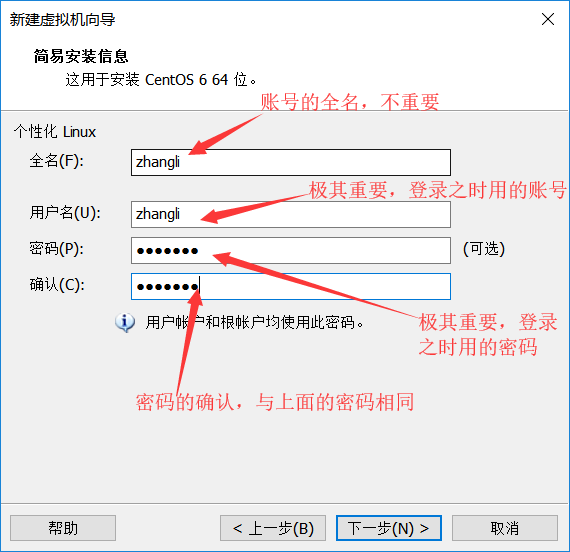 新建虚拟机向导
简易安装信息
这用于安装 CentOS 6 64 位。
账号的全名，不重要
个性化 Linux
全名(F):
zhangli
极其重要，登录之时用的账号
用户名(U):
zhangli
密码(P):
●●●●●●●
(可选)
确认(C):
●●●●●●●
用户帐户和根帐户均使用此密码。
极其重要，登录
之时用的密码
密码的确认，与上面的密码相同
帮助
< 上一步(B)
下一步(N) >
取消